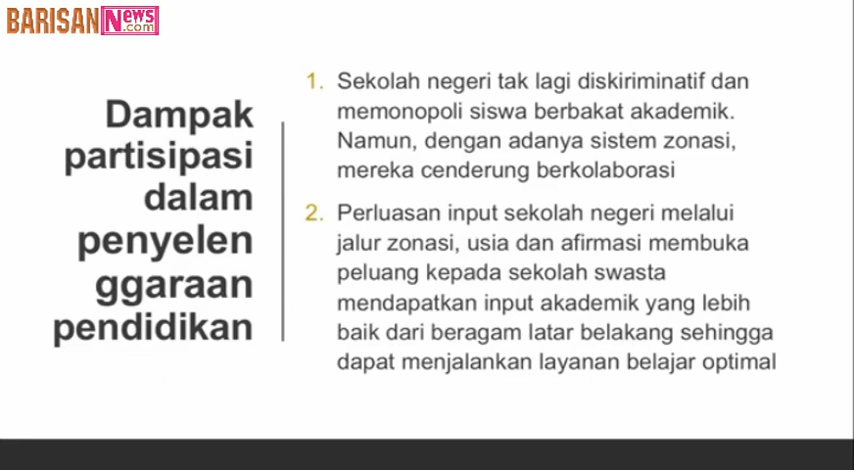 BARISAN News .com
Dampak
partisipasi
dalam
penyelen
ggaraan
pendidikan
1. Sekolah negeri tak lagi diskiriminatif dan
memonopoli siswa berbakat akademik.
Namun, dengan adanya sistem zonasi,
mereka cenderung berkolaborasi
2. Perluasan input sekolah negeri melalui
jalur zonasi, usia dan afirmasi membuka
peluang kepada sekolah swasta
mendapatkan input akademik yang lebih
baik dari beragam latar belakang sehingga
dapat menjalankan layanan belajar optimal